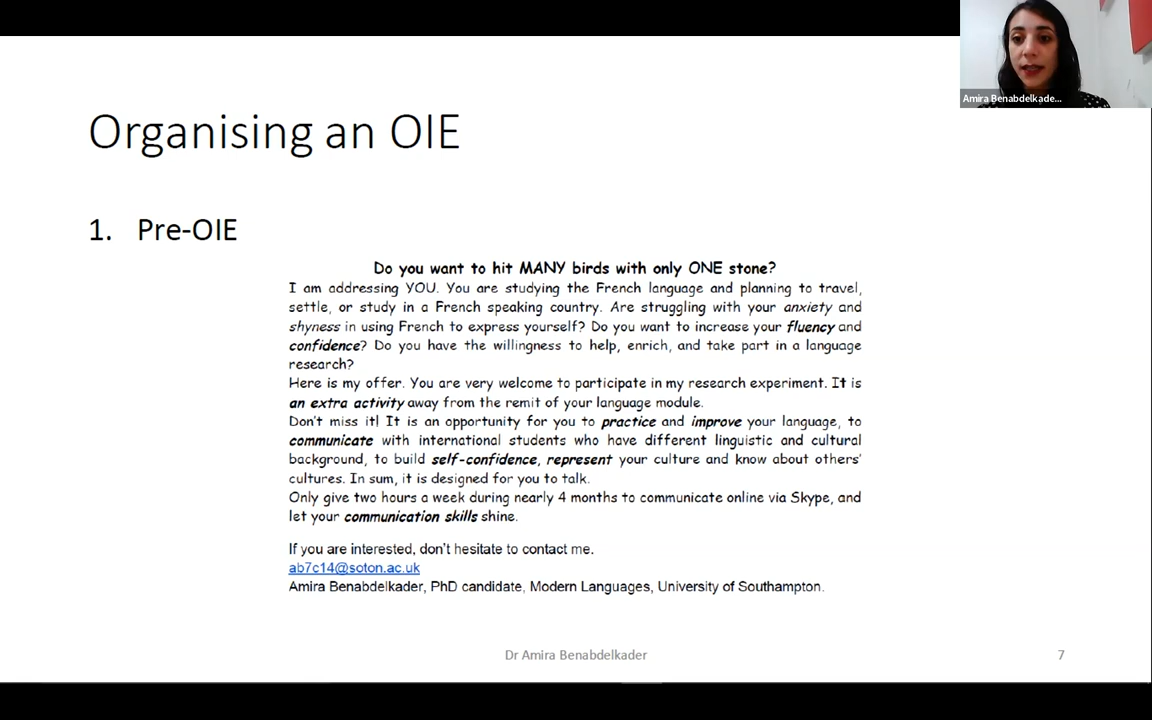 Amira Benabdelkade...
Organising an OIE
1. Pre-OIE
Do you want to hit MANY birds with only ONE stone?
I am addressing YOU. You are studying the French language and planning to travel,
settle, or study in a French speaking country. Are struggling with your anxiety and
shyness in using French to express yourself? Do you want to increase your fluency and
confidence? Do you have the willingness to help, enrich, and take part in a language
research?
Here is my offer. You are very welcome to participate in my research experiment. It is
an extra activity away from the remit of your language module.
Don't miss it! It is an opportunity for you to practice and improve your language, to
communicate with international students who have different linguistic and cultural
background, to build self-confidence, represent your culture and know about others'
cultures. In sum, it is designed for you to talk.
Only give two hours a week during nearly 4 months to communicate online via Skype, and
let your communication skills shine.
If you are interested, don't hesitate to contact me.
ab7c14@soton.ac.uk
Amira Benabdelkader, PhD candidate, Modern Languages, University of Southampton.
Dr Amira Benabdelkader
7